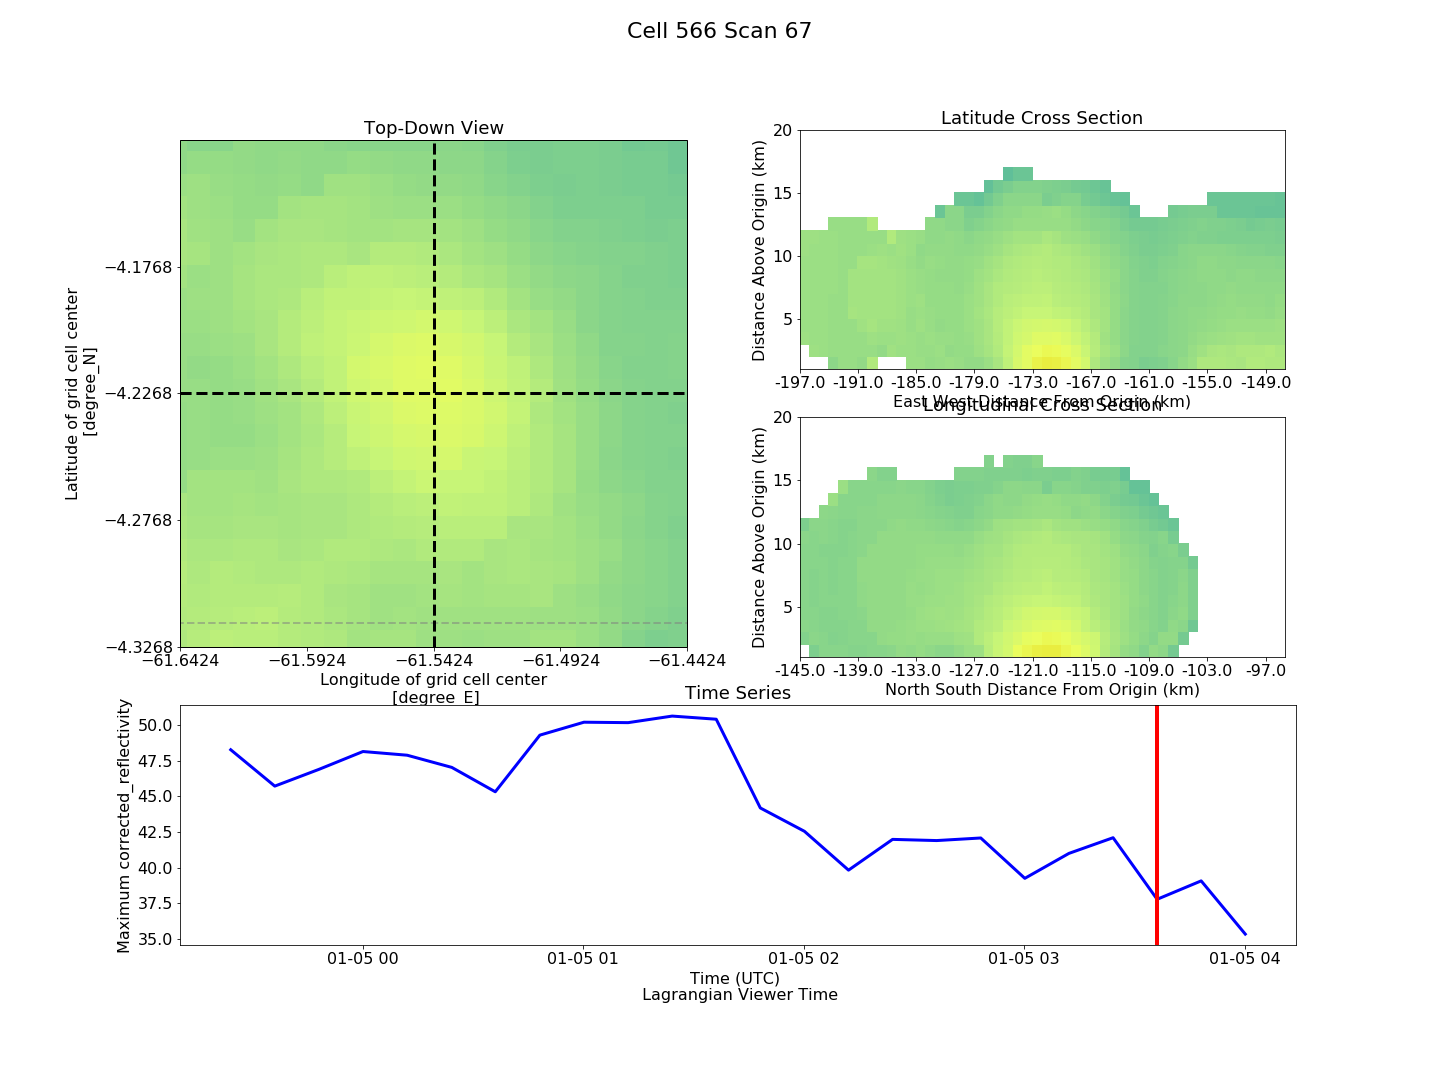 Cell 566 Scan 67
Top-Down View
Latitude of grid cell center
[degree_N]
−4.1768
−4.2268
−4.2768
−4.3268
−61.6424 −61.5924 −61.5424 −61.4924 −61.4424
Longitude of grid cell center
[degree_E]
Latitude Cross Section
Distance Above Origin (km)
20
15
10
5
-197.0 -191.0 -185.0 -179.0 -173.0 -167.0 -161.0 -155.0 -149.0
East West Distance From Origin (km)
Longitudinal Cross Section
Distance Above Origin (km)
20
15
10
5
-145.0 -139.0 -133.0 -127.0 -121.0 -115.0 -109.0 -103.0 -97.0
North South Distance From Origin (km)
Time Series
Maximum corrected_reflectivity
50.0
47.5
45.0
42.5
40.0
37.5
35.0
01-05 00 01-05 01 01-05 02 01-05 03 01-05 04
Time (UTC)
Lagrangian Viewer Time